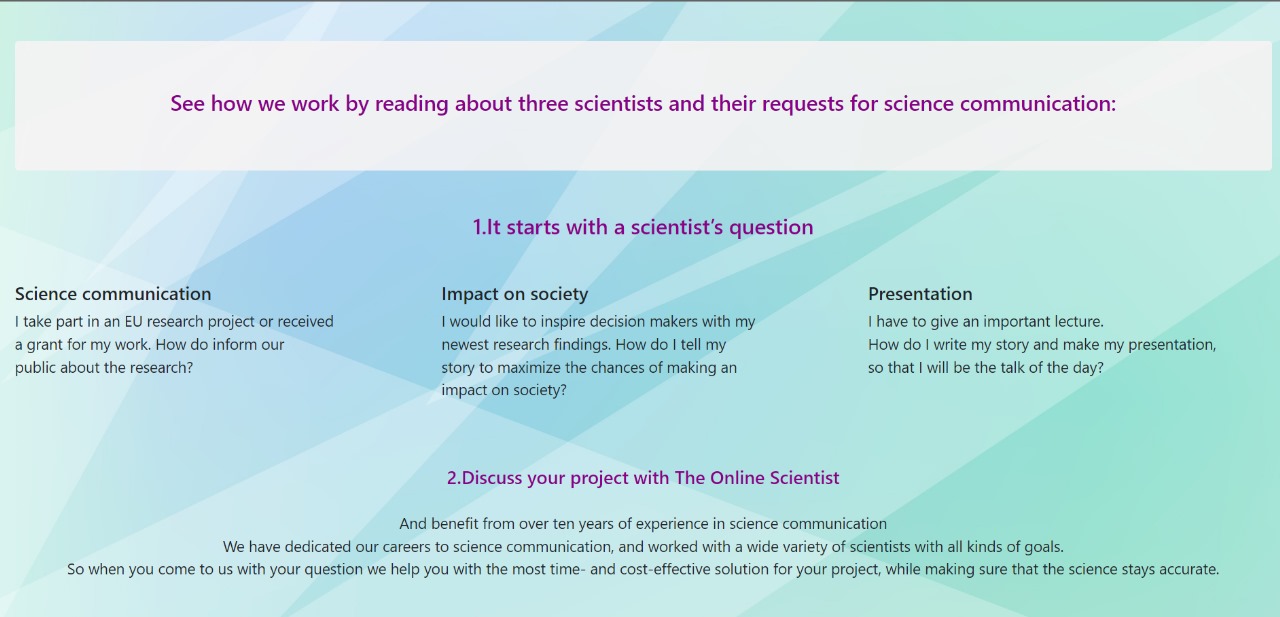 See how we work by reading about three scientists and their requests for science communication:
1.It starts with a scientist’s question
Science communication
I take part in an EU research project or received
a grant for my work. How do inform our
public about the research?
Impact on society
I would like to inspire decision makers with my
newest research findings. How do I tell my
story to maximize the chances of making an
impact on society?
Presentation
I have to give an important lecture.
How do I write my story and make my presentation,
so that I will be the talk of the day?
2.Discuss your project with The Online Scientist
And benefit from over ten years of experience in science communication
We have dedicated our careers to science communication, and worked with a wide variety of scientists with all kinds of goals.
So when you come to us with your question we help you with the most time- and cost-effective solution for your project, while making sure that the science stays accurate.